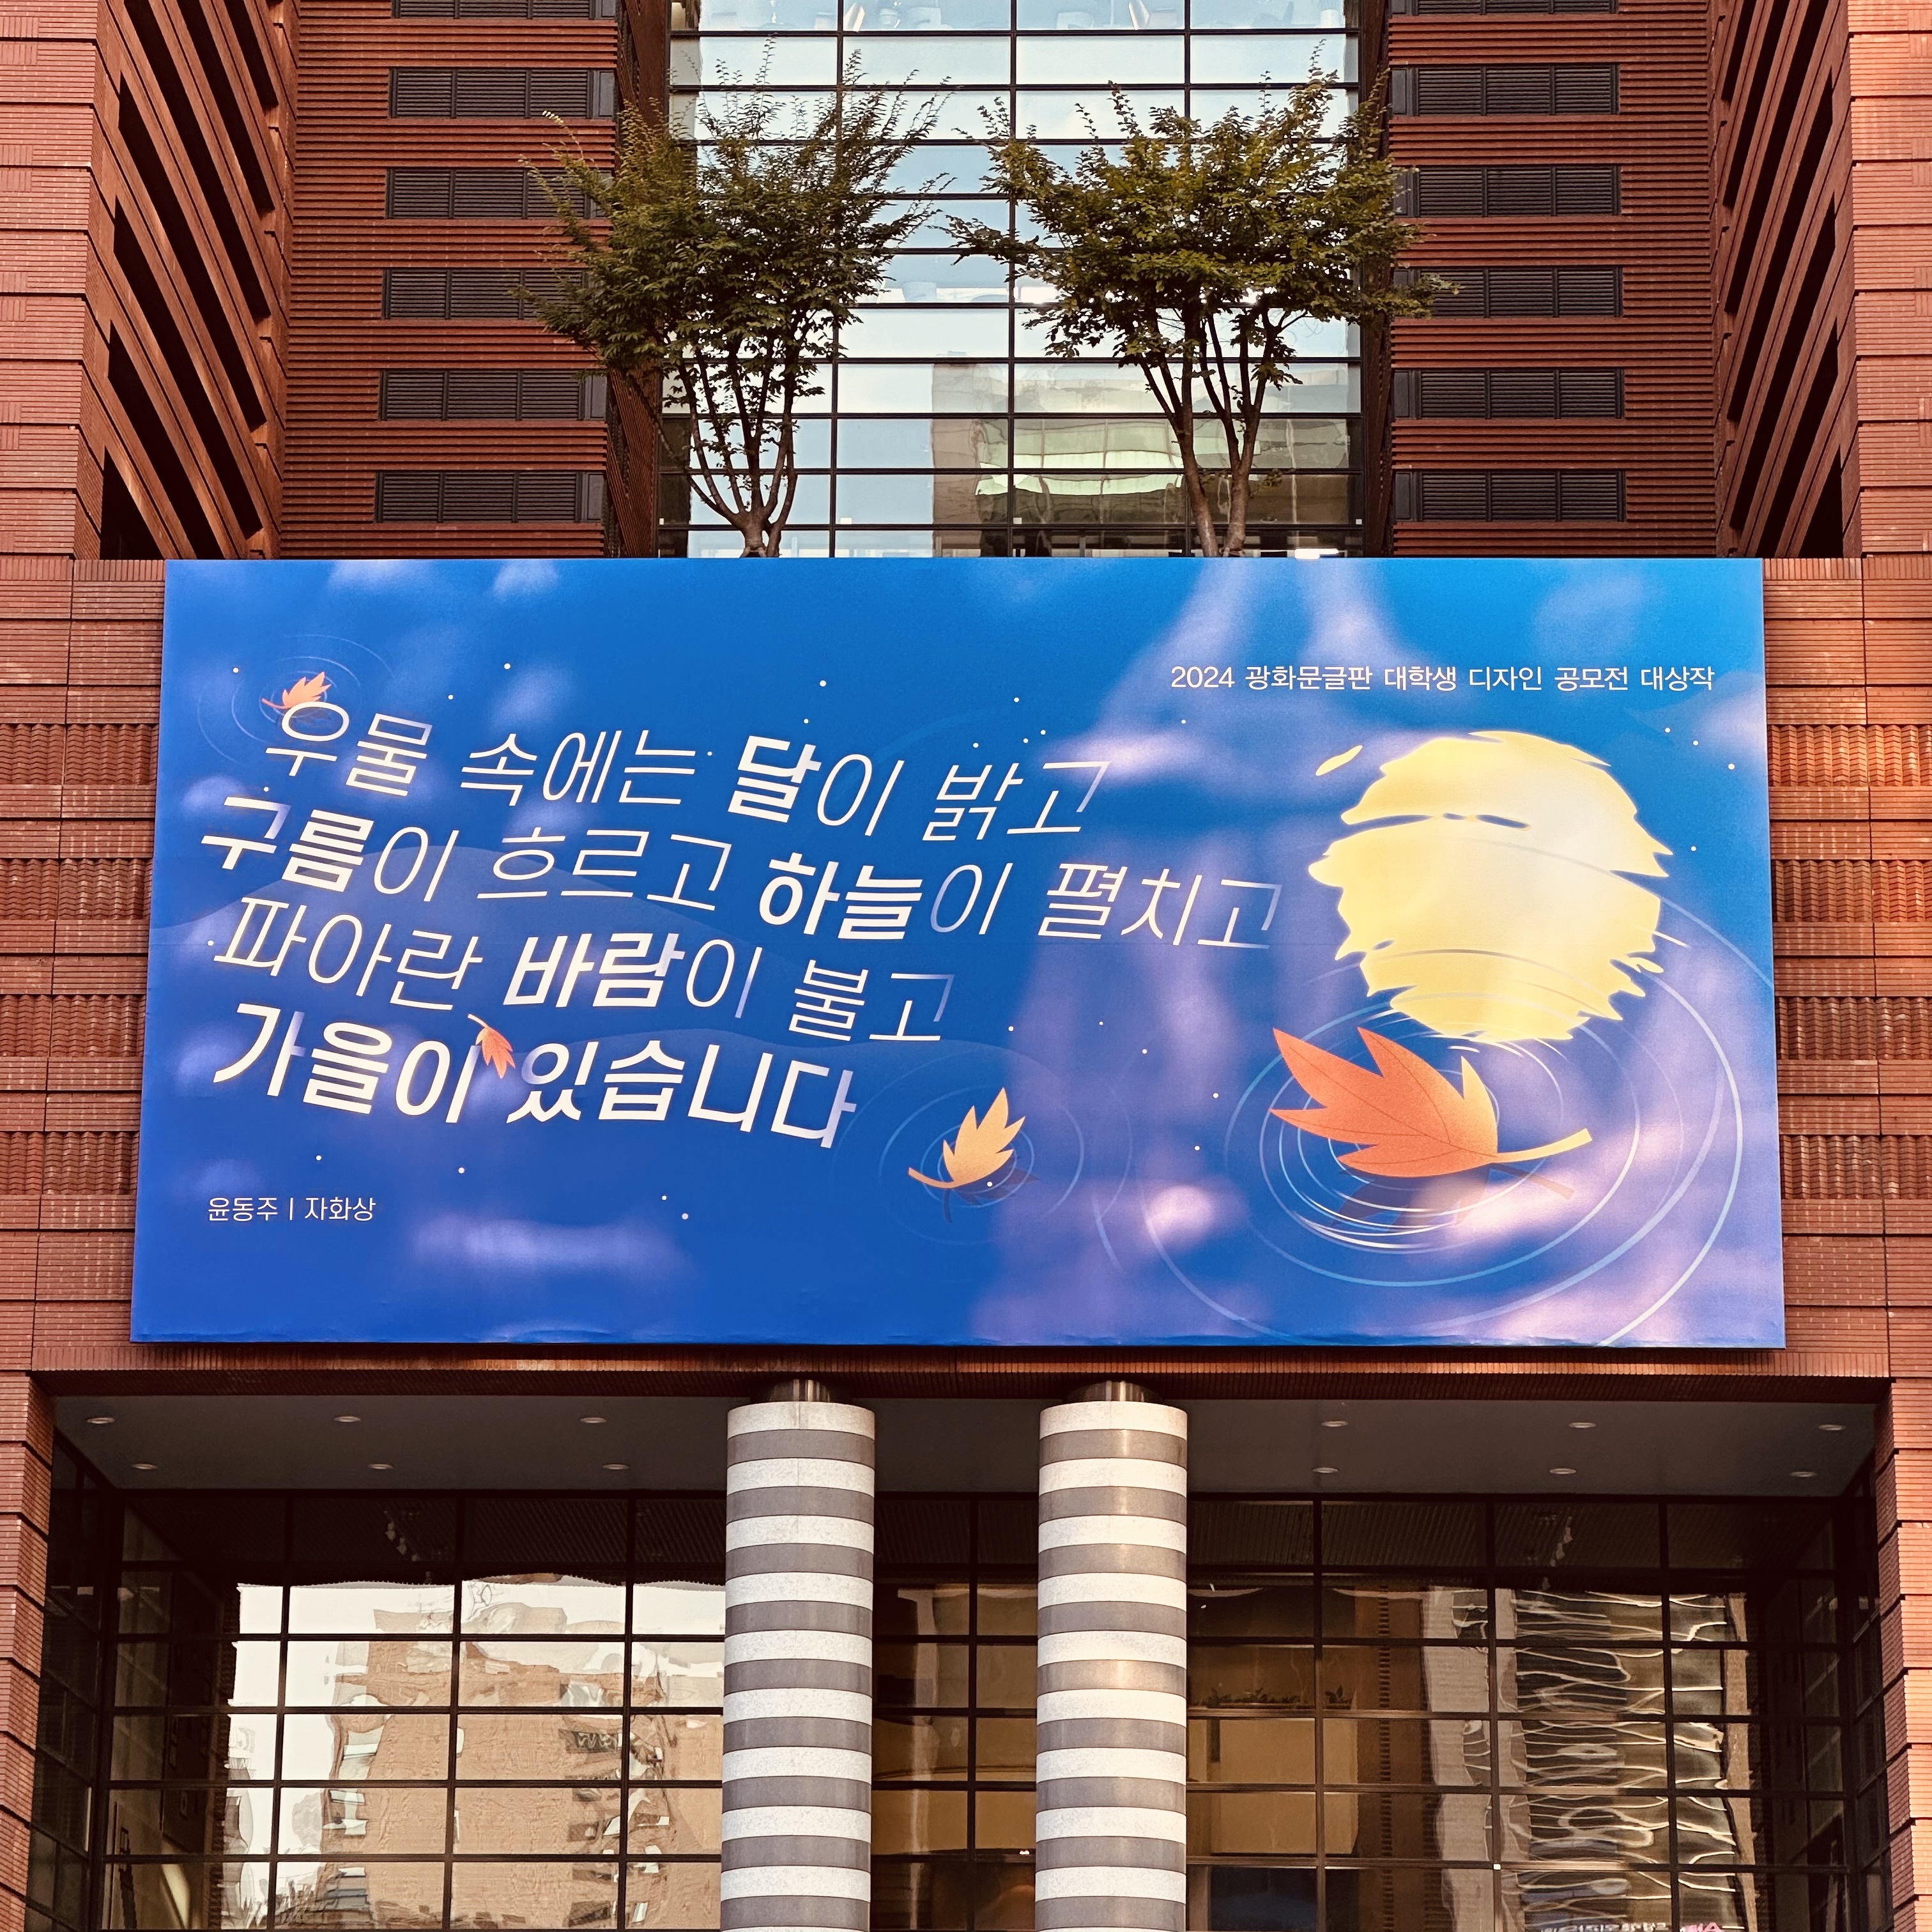 2024 광화문글판 대학생 디자인 공모전 대상작
우물 속에는 달이 밝고
구름이 흐르고 하늘이 펼치고
파아란 바람이 불고
가을이 있습니다
윤동주 | 자화상